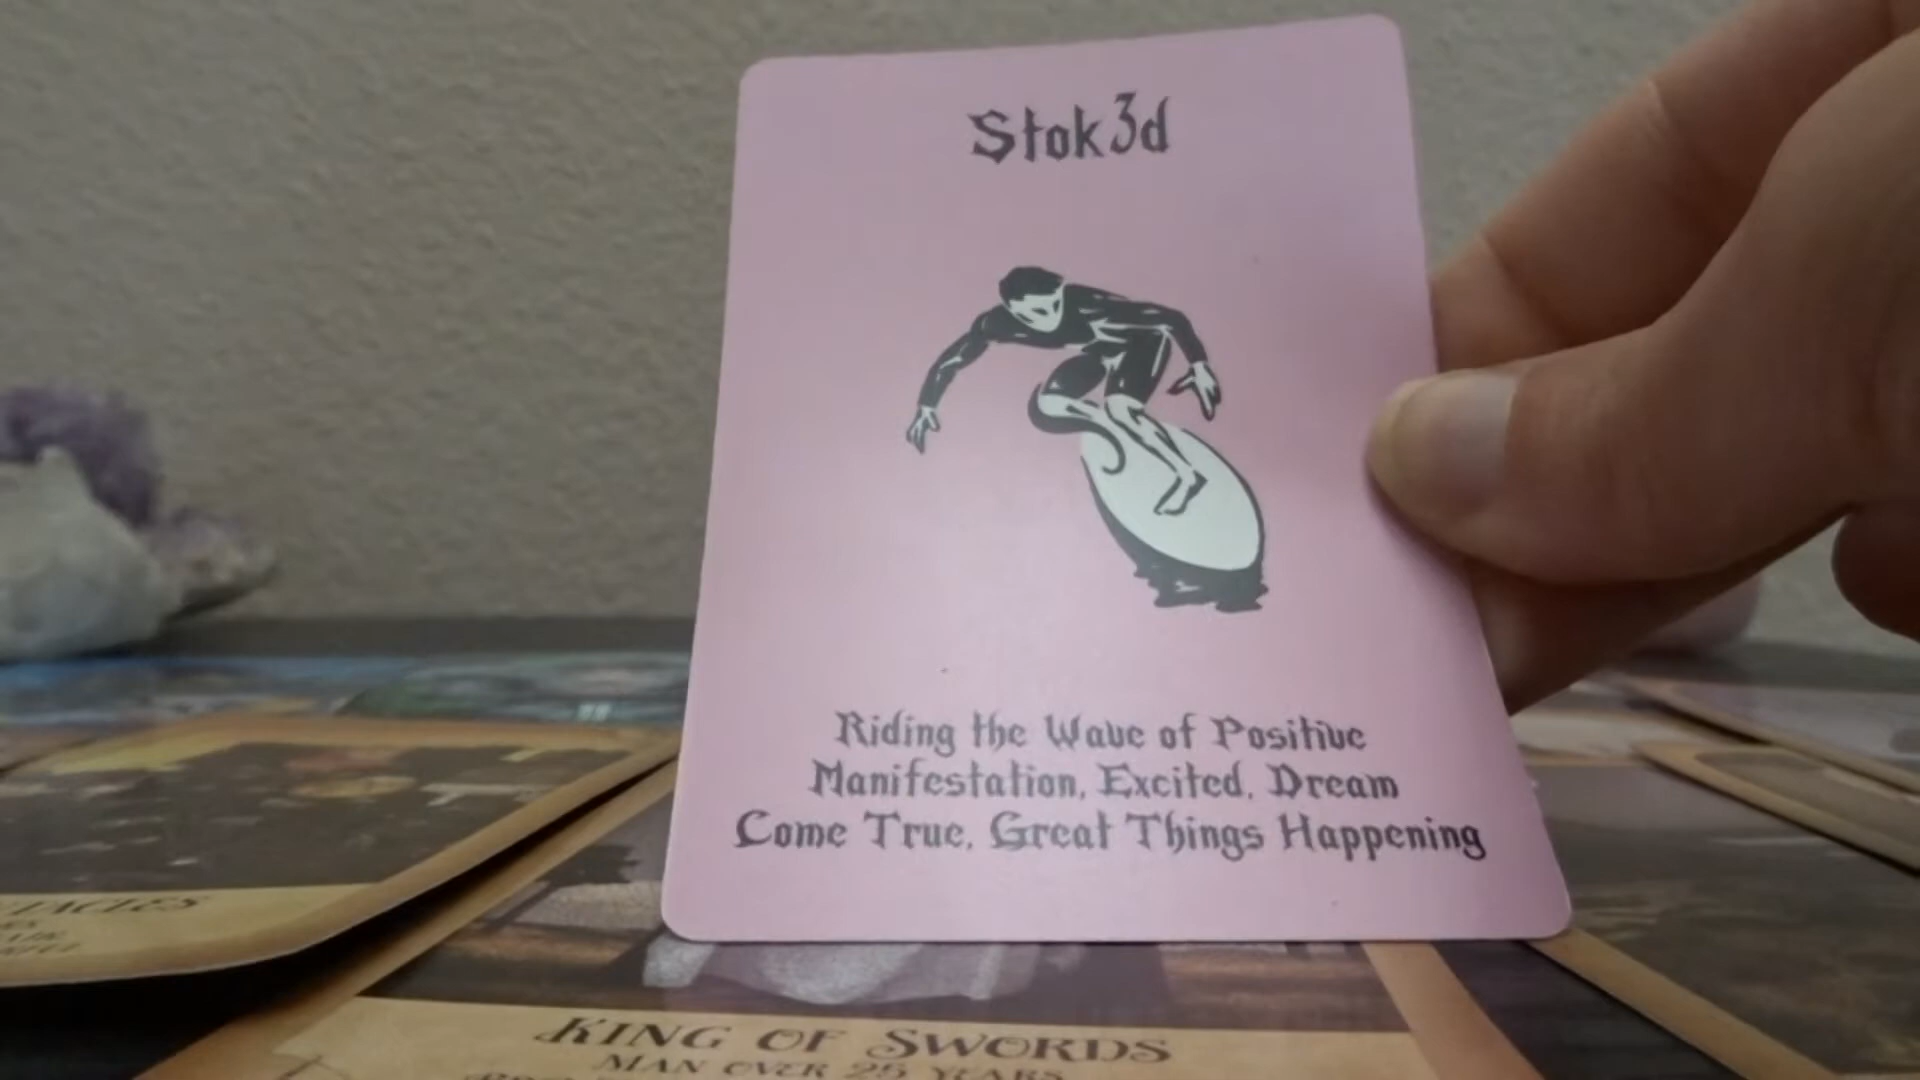 Stok3d
Riding the Wave of Positive
Manifestation, Excited, Dream
Come True, Great Things Happening
TACLES
KING OF SWORDS
MAN OVER 25 YEARS